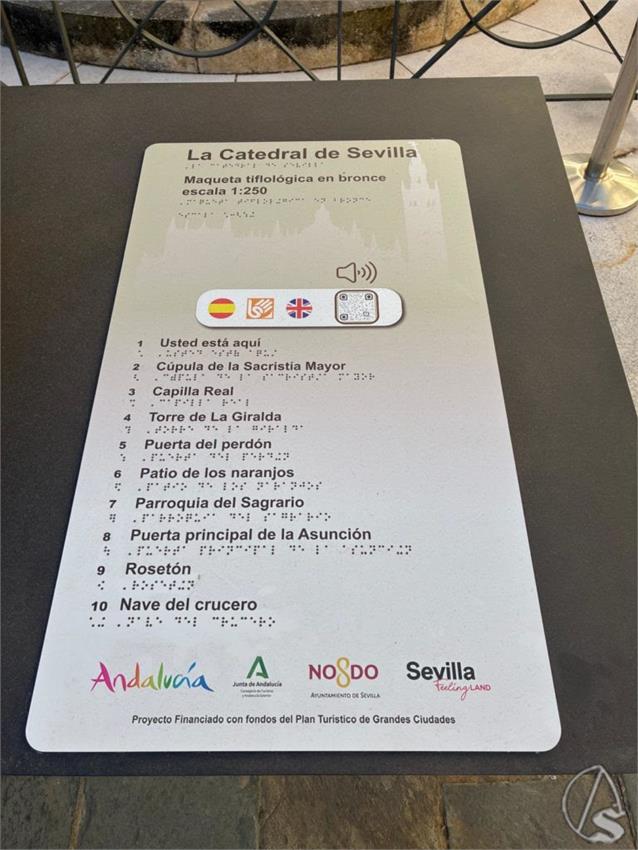 La Catedral de Sevilla
Maqueta tiflológica en bronce
escala 1:250
1 Usted está aquí
2 Cúpula de la Sacristía Mayor
3 Capilla Real
4 Torre de La Giralda
5 Puerta del perdón
6 Patio de los naranjos
7 Parroquia del Sagrario
8 Puerta principal de la Asunción
9 Rosetón
10 Nave del crucero
Andalucía
Junta de Andalucía
NO8DO
AYUNTAMIENTO DE SEVILLA
Sevilla
Feeling LAND
Proyecto Financiado con fondos del Plan Turistico de Grandes Ciudades